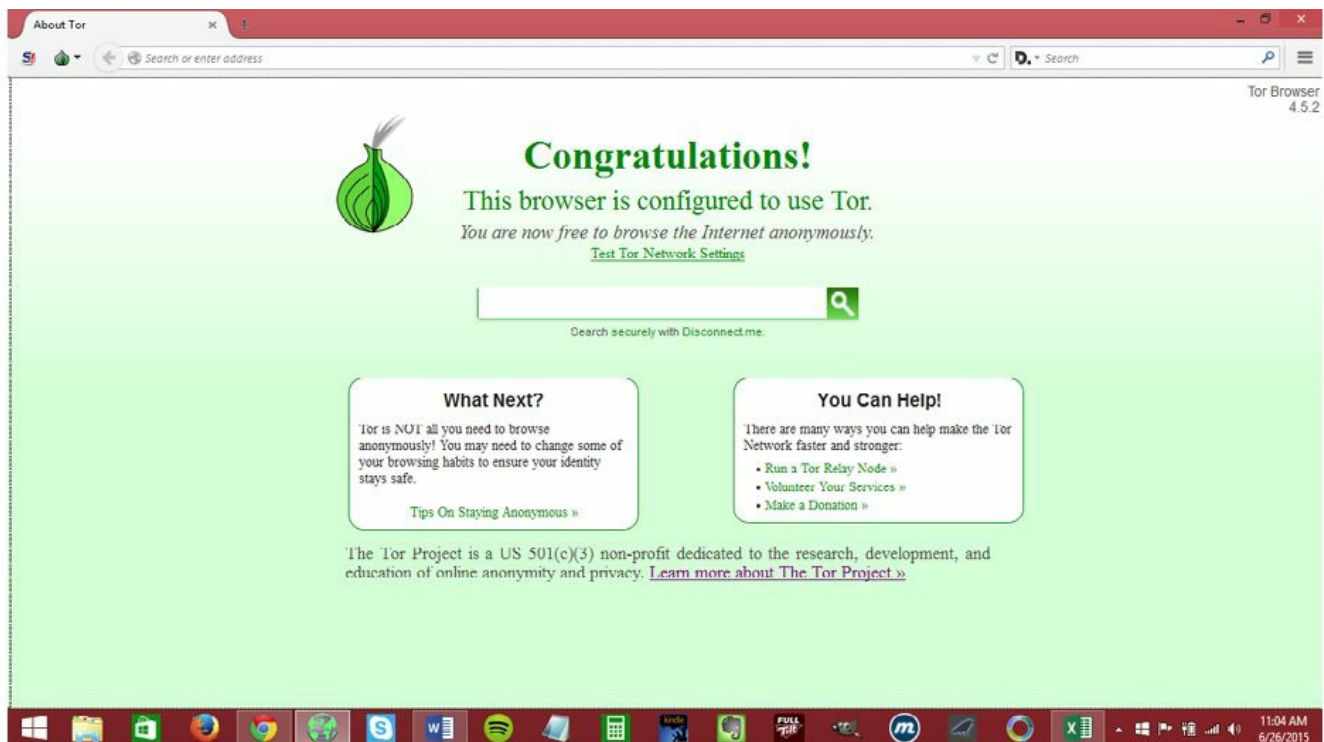 About Tor
Search or enter address
Search
Tor Browser
4.5.2
Congratulations!
This browser is configured to use Tor.
You are now free to browse the Internet anonymously.
Test Tor Network Settings
Search securely with Disconnect.me.
What Next?
Tor is NOT all you need to browse
anonymously! You may need to change some of
your browsing habits to ensure your identity
stays safe.
Tips On Staying Anonymous »
You Can Help!
There are many ways you can help make the Tor
Network faster and stronger:
• Run a Tor Relay Node »
• Volunteer Your Services »
• Make a Donation »
The Tor Project is a US 501(c)(3) non-profit dedicated to the research, development, and
education of online anonymity and privacy. Learn more about The Tor Project »
kindle
FULL
TILT
m
11:04 AM
6/26/2015